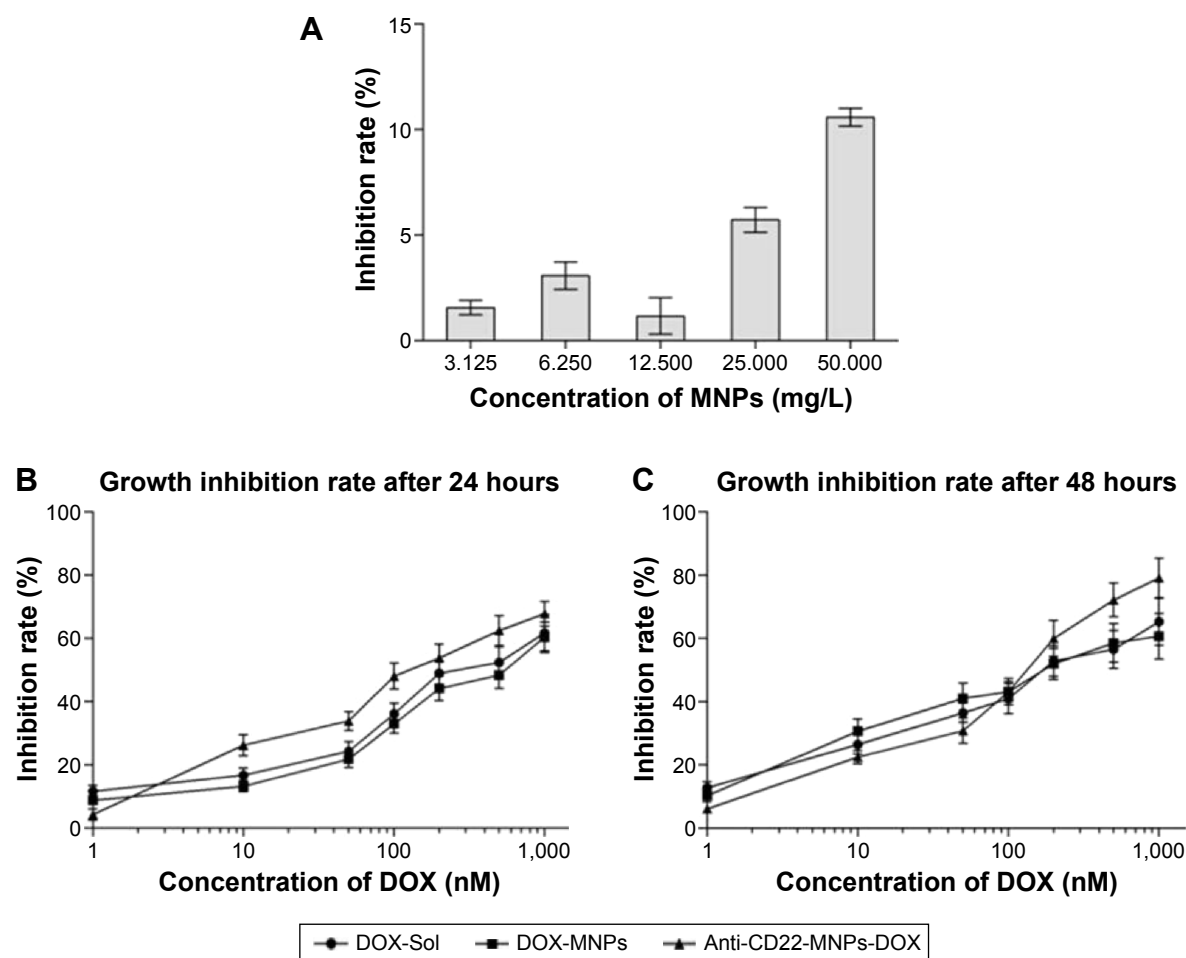 A
Inhibition rate (%)
15
10
5
0
3.125 6.250 12.500 25.000 50.000
Concentration of MNPs (mg/L)
B Growth inhibition rate after 24 hours
Inhibition rate (%)
100
80
60
40
20
0
1 10 100 1,000
Concentration of DOX (nM)
C Growth inhibition rate after 48 hours
Inhibition rate (%)
100
80
60
40
20
0
1 10 100 1,000
Concentration of DOX (nM)
DOX-Sol DOX-MNPs Anti-CD22-MNPs-DOX